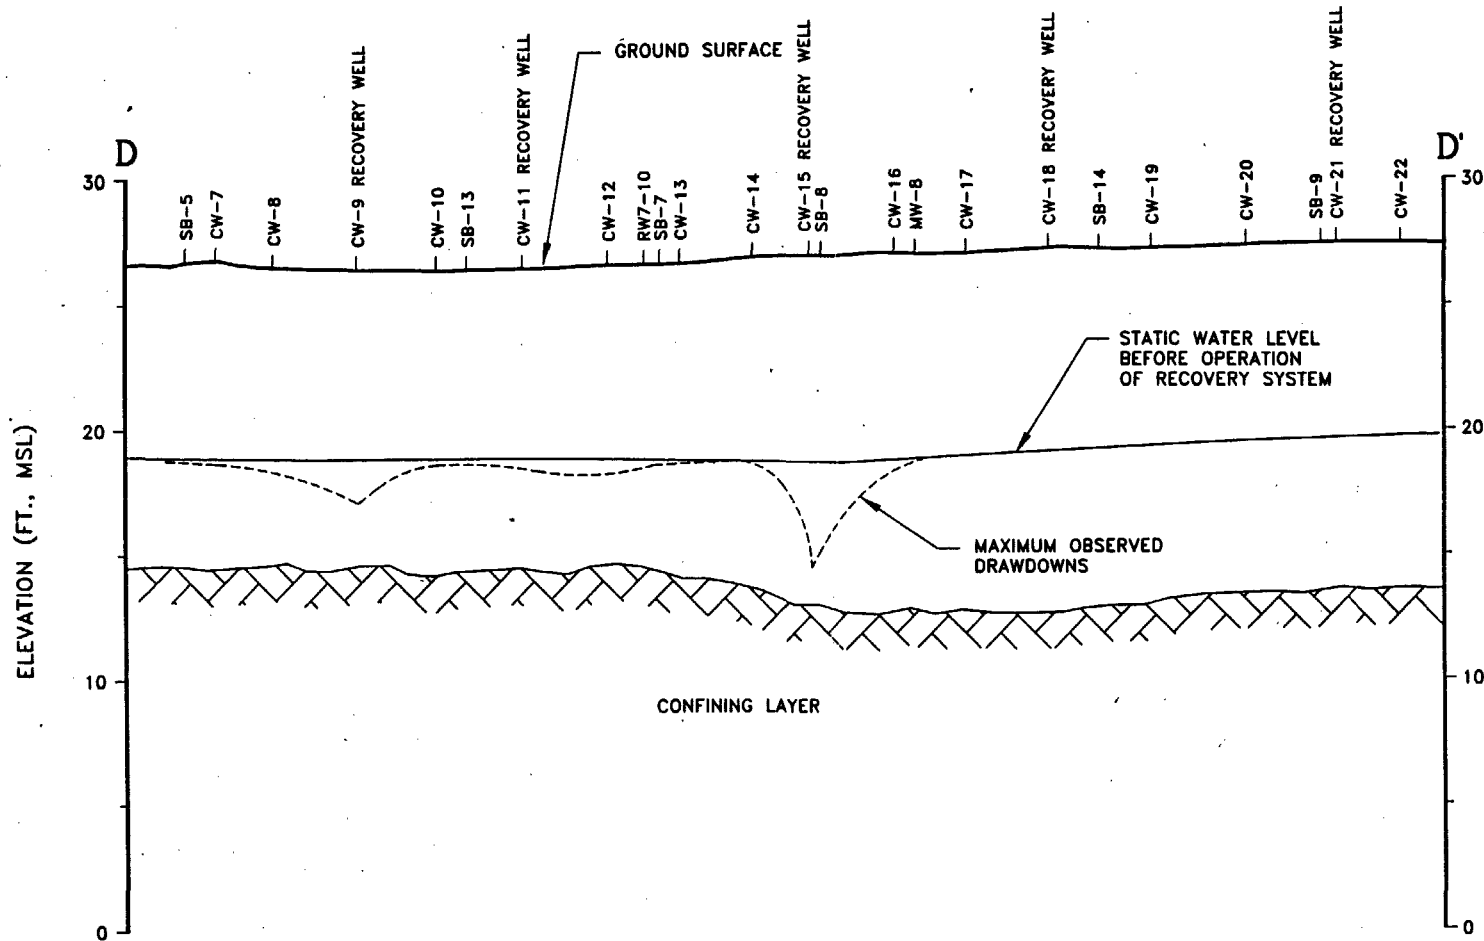 GROUND SURFACE
D
D'
SB-5
CW-7
CW-8
CW-9 RECOVERY WELL
CW-10
SB-13
CW-11 RECOVERY WELL
CW-12
RW7-10
SB-7
CW-13
CW-14
CW-15 RECOVERY WELL
SB-8
CW-16
MW-8
CW-17
CW-18 RECOVERY WELL
SB-14
CW-19
CW-20
SB-9
CW-21 RECOVERY WELL
CW-22
30
30
STATIC WATER LEVEL
BEFORE OPERATION
OF RECOVERY SYSTEM
20
20
ELEVATION (FT., MSL)
MAXIMUM OBSERVED
DRAWDOWNS
10
10
CONFINING LAYER
0
0